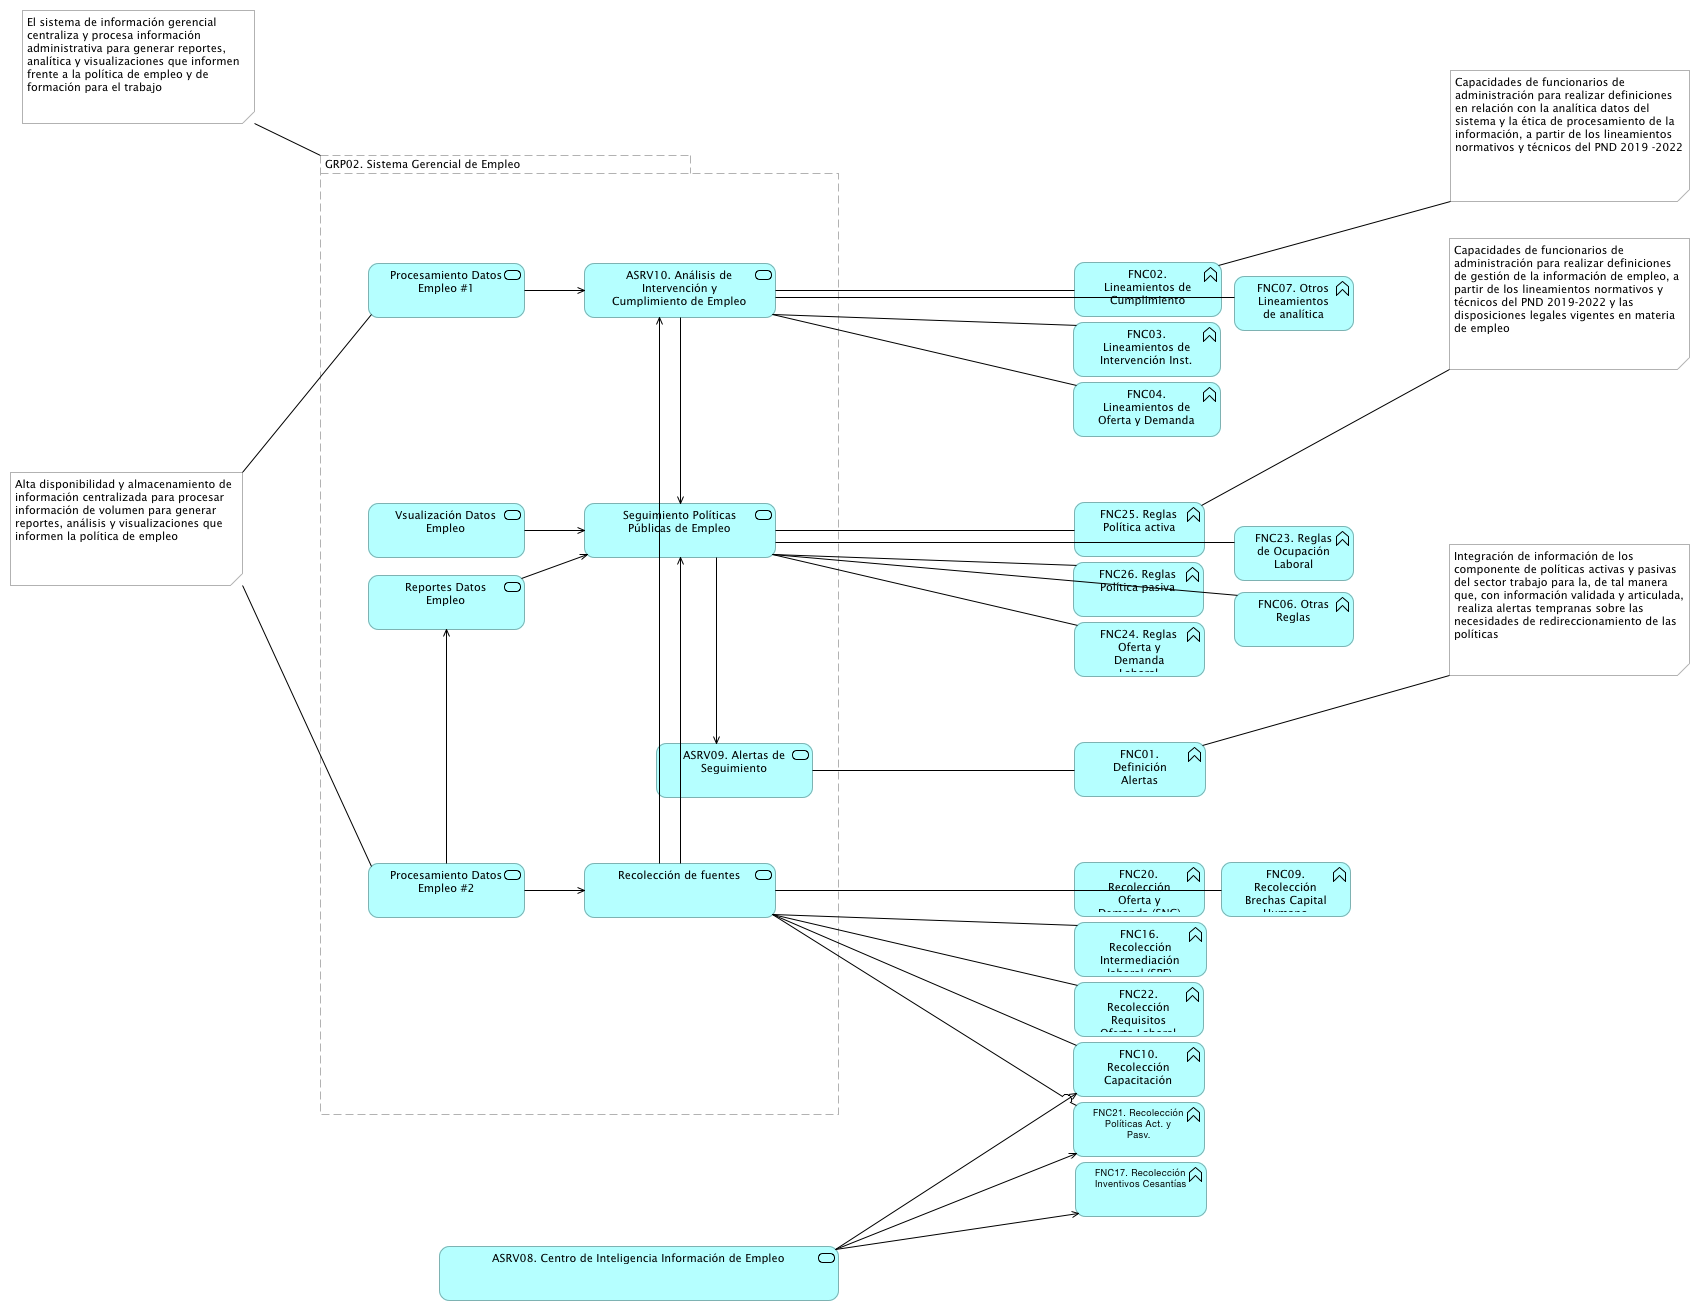 El sistema de información gerencial
centraliza y procesa información
administrativa para generar reportes,
analítica y visualizaciones que informen
frente a la política de empleo y de
formación para el trabajo
Capacidades de funcionarios de
administración para realizar definiciones
en relación con la analítica datos del
sistema y la ética de procesamiento de la
información, a partir de los lineamientos
normativos y técnicos del PND 2019 -2022
GRP02. Sistema Gerencial de Empleo
Capacidades de funcionarios de
administración para realizar definiciones
de gestión de la información de empleo, a
partir de los lineamientos normativos y
técnicos del PND 2019-2022 y las
disposiciones legales vigentes en materia
de empleo
Procesamiento Datos
Empleo #1
ASRV10. Análisis de
Intervención y
Cumplimiento de Empleo
FNC02.
Lineamientos de
Cumplimiento
FNC07. Otros
Lineamientos
de analítica
FNC03.
Lineamientos de
Intervención Inst.
FNC04.
Lineamientos de
Oferta y Demanda
Alta disponibilidad y almacenamiento de
información centralizada para procesar
información de volumen para generar
reportes, análisis y visualizaciones que
informen la política de empleo
Vsualización Datos
Empleo
Seguimiento Políticas
Públicas de Empleo
FNC25. Reglas
Política activa
FNC23. Reglas
de Ocupación
Laboral
Integración de información de los
componente de políticas activas y pasivas
del sector trabajo para la, de tal manera
que, con información validada y articulada,
realiza alertas tempranas sobre las
necesidades de redireccionamiento de las
políticas
Reportes Datos
Empleo
FNC26. Reglas
Política pasiva
FNC06. Otras
Reglas
FNC24. Reglas
Oferta y
Demanda
Laboral
ASRV09. Alertas de
Seguimiento
FNC01.
Definición
Alertas
Procesamiento Datos
Empleo #2
Recolección de fuentes
FNC20.
Recolección
Oferta y
Demanda (SNC)
FNC09.
Recolección
Brechas Capital
Humano
FNC16.
Recolección
Intermediación
laboral (SPE)
FNC22.
Recolección
Requisitos
Oferta Laboral
FNC10.
Recolección
Capacitación
FNC21. Recolección
Políticas Act. y
Pasv.
FNC17. Recolección
Inventivos Cesantías
ASRV08. Centro de Inteligencia Información de Empleo